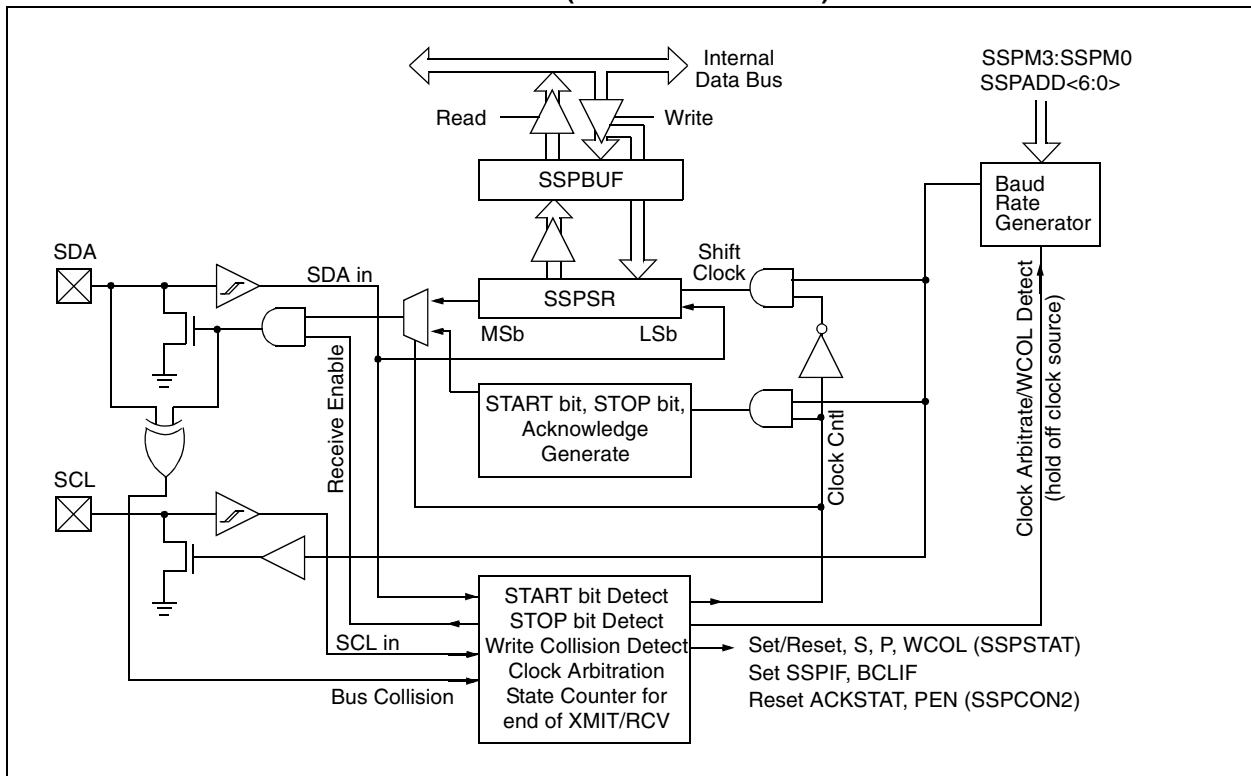 Internal
Data Bus
SSPM3:SSPM0
SSPADD<6:0>
Read
Write
SSPBUF
Baud
Rate
Generator
SDA
Shift
Clock
SDA in
SSPSR
MSb
LSb
START bit, STOP bit,
Acknowledge
Generate
Receive Enable
Clock Cntl
Clock Arbitrate/WCOL Detect
(hold off clock source)
SCL
START bit Detect
STOP bit Detect
Write Collision Detect
Clock Arbitration
State Counter for
end of XMIT/RCV
SCL in
Bus Collision
Set/Reset, S, P, WCOL (SSPSTAT)
Set SSPIF, BCLIF
Reset ACKSTAT, PEN (SSPCON2)